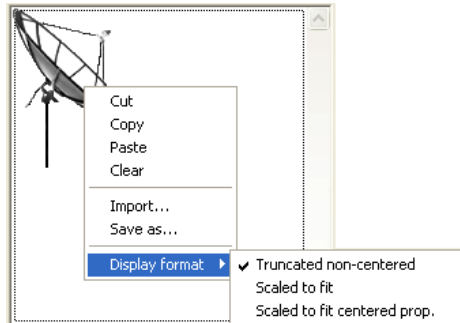 Cut
Copy
Paste
Clear
Import...
Save as...
Display format
Truncated non-centered
Scaled to fit
Scaled to fit centered prop.